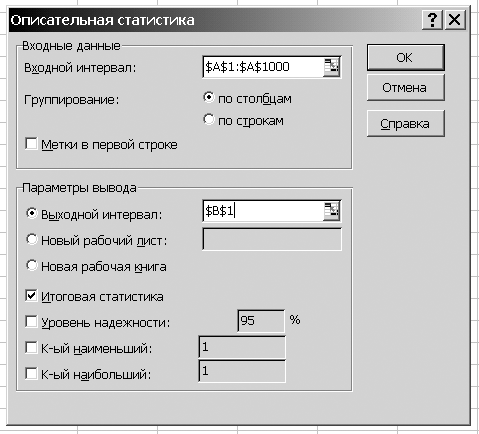 Описательная статистика
Входные данные
Входной интервал: $A$1:$A$1000
Группирование: по столбцам
по строкам
Метки в первой строке
OK
Отмена
Справка
Параметры вывода
Выходной интервал: $B$1
Новый рабочий лист:
Новая рабочая книга
Итоговая статистика
Уровень надежности: 95 %
К-ый наименьший: 1
К-ый наибольший: 1